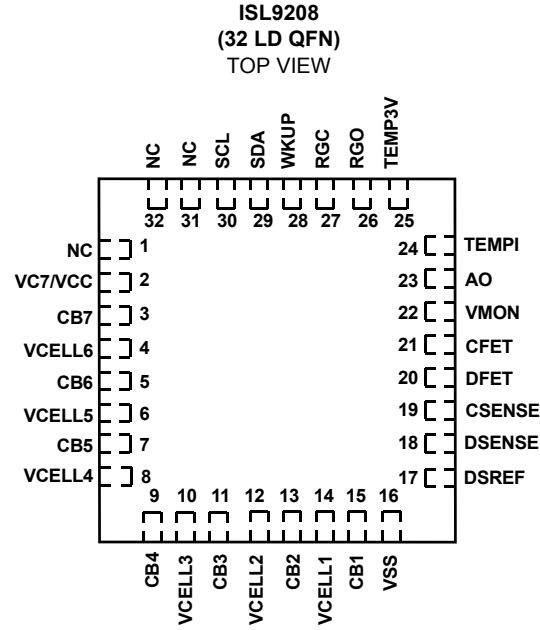 ISL9208
(32 LD QFN)
TOP VIEW
NC
NC
SCL
SDA
WKUP
RGC
RGO
TEMP3V
32
31
30
29
28
27
26
25
NC 1
VC7/VCC 2
CB7 3
VCELL6 4
CB6 5
VCELL5 6
CB5 7
VCELL4 8
24 TEMPI
23 AO
22 VMON
21 CFET
20 DFET
19 CSENSE
18 DSENSE
17 DSREF
9
10
11
12
13
14
15
16
CB4
VCELL3
CB3
VCELL2
CB2
VCELL1
CB1
VSS